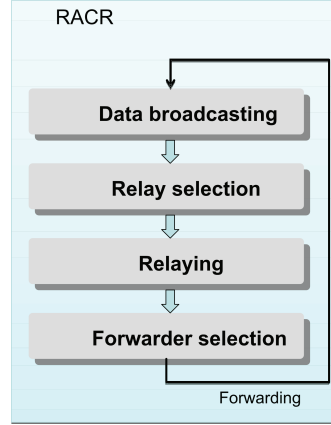 RACR
Data broadcasting
Relay selection
Relaying
Forwarder selection
Forwarding